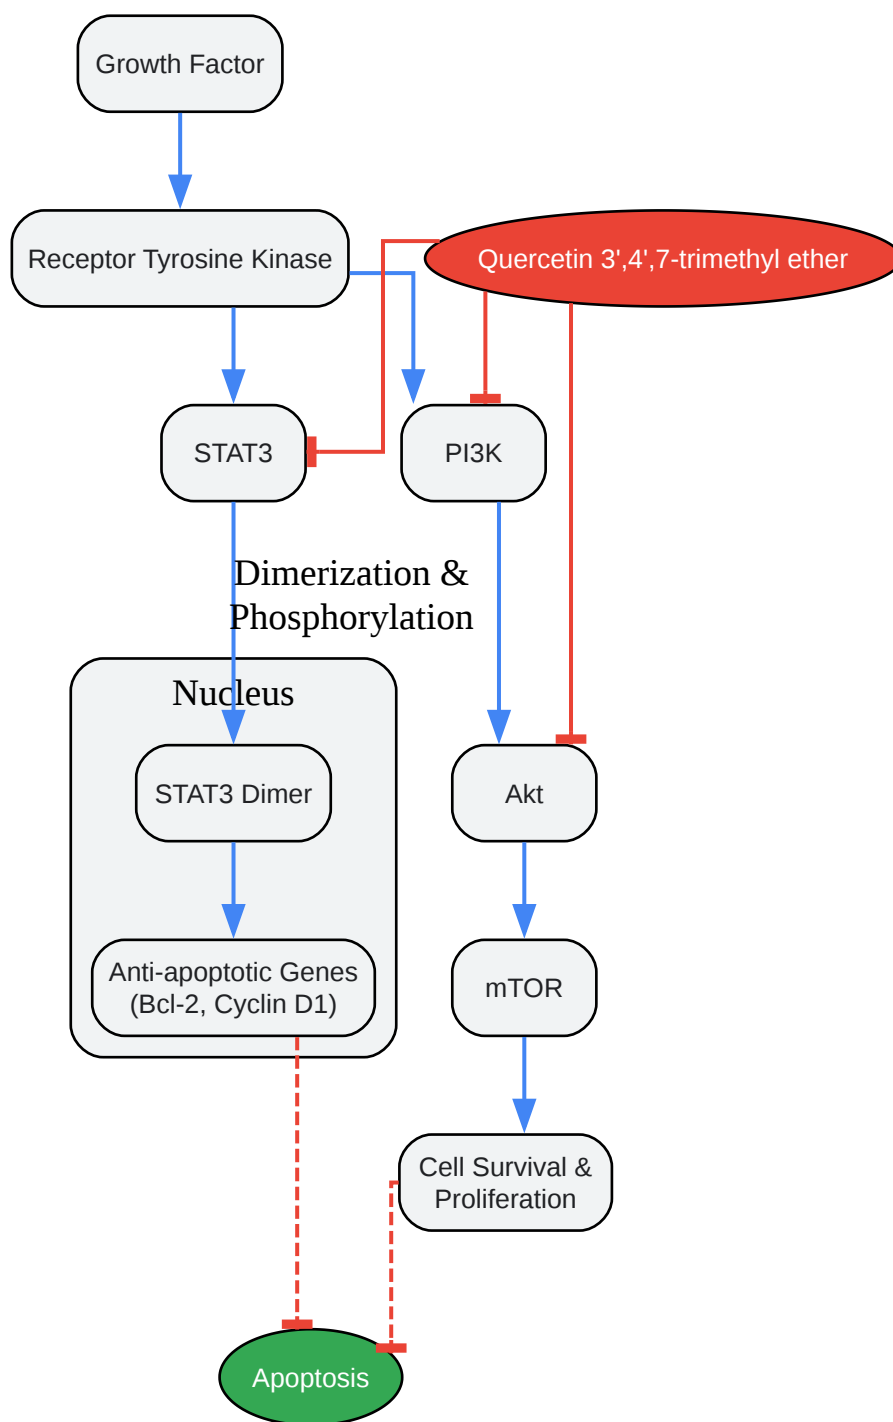 Growth Factor
Receptor Tyrosine Kinase
Quercetin 3',4',7-trimethyl ether
STAT3
PI3K
Dimerization &
Phosphorylation
Nucleus
STAT3 Dimer
Akt
Anti-apoptotic Genes
(Bcl-2, Cyclin D1)
mTOR
Cell Survival &
Proliferation
Apoptosis